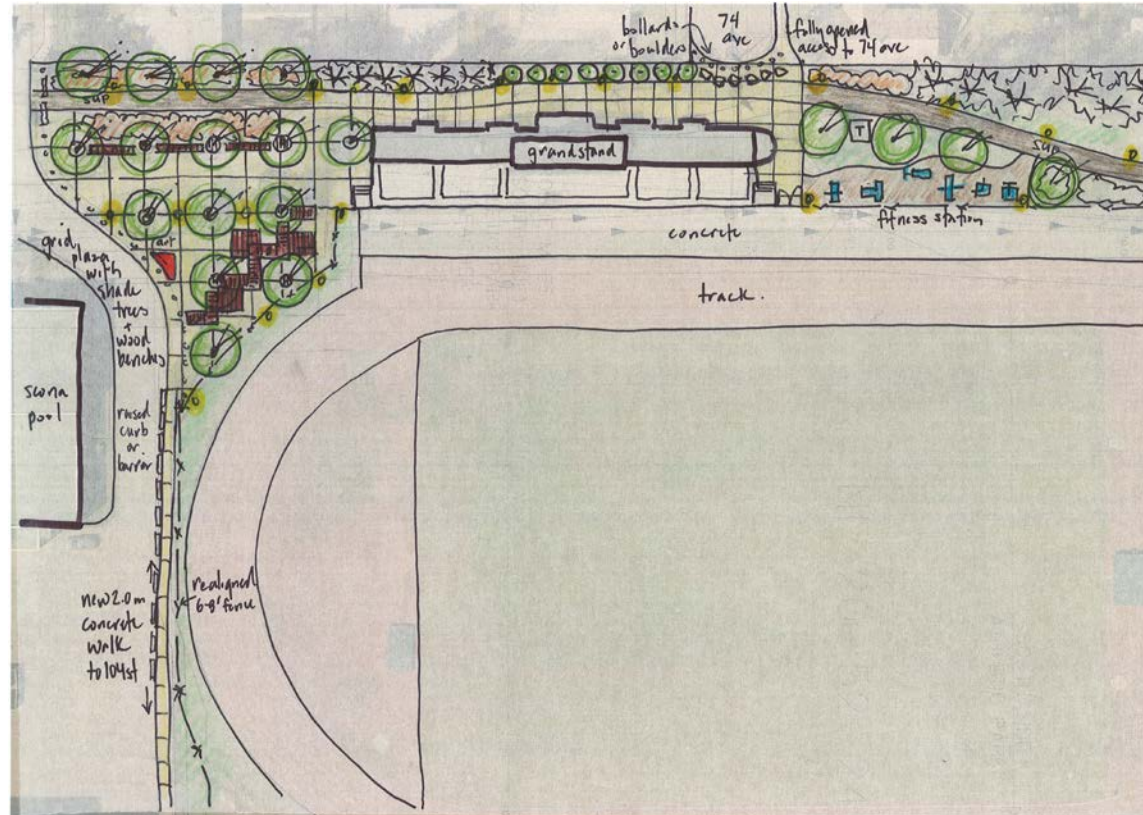 bollards
or boulders
74
ave
fully opened
access to 74 ave
sup
grandstand
T
sup
fitness station
concrete
track.
art
grid
plaza
with
shade
trees
+
wood
benches
scona
pool
raised
curb
or
barrier
realigned
6-8' fence
new 2.0m
concrete
walk
to 104 st